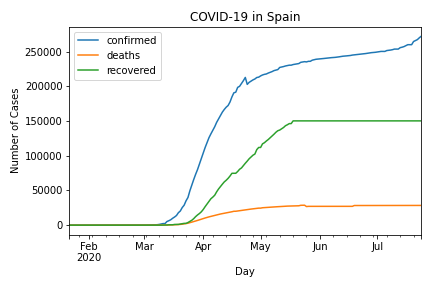 COVID-19 in Spain
confirmed
deaths
recovered
Number of Cases
250000
200000
150000
100000
50000
0
Feb Mar Apr May Jun Jul
2020
Day